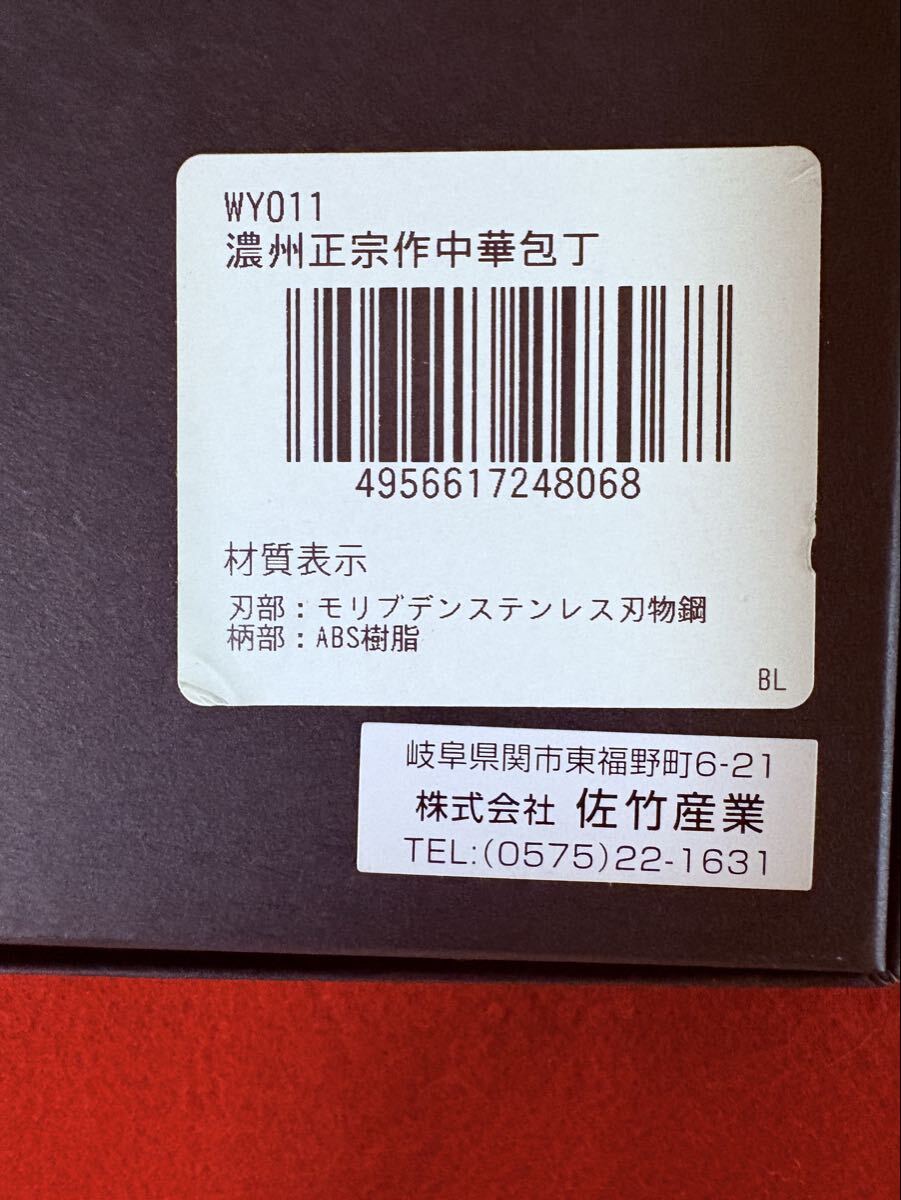 WY011
濃州正宗作中華包丁
4956617248068
材質表示
刃部：モリブデンステンレス刃物鋼
柄部：ABS樹脂
BL
岐阜県関市東福野町6-21
株式会社 佐竹産業
TEL:(0575)22-1631